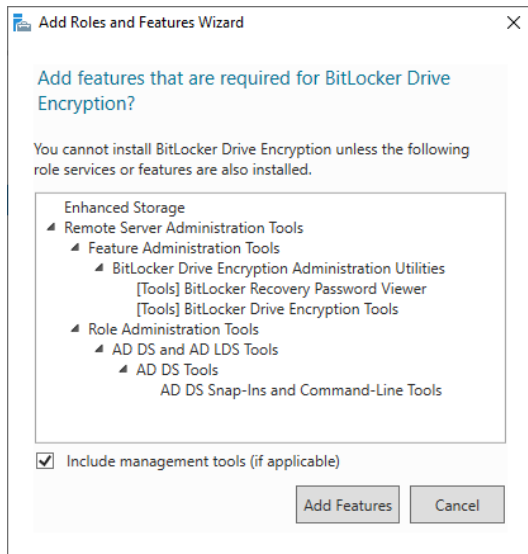 Add Roles and Features Wizard
Add features that are required for BitLocker Drive
Encryption?
You cannot install BitLocker Drive Encryption unless the following
role services or features are also installed.
Enhanced Storage
Remote Server Administration Tools
Feature Administration Tools
BitLocker Drive Encryption Administration Utilities
[Tools] BitLocker Recovery Password Viewer
[Tools] BitLocker Drive Encryption Tools
Role Administration Tools
AD DS and AD LDS Tools
AD DS Tools
AD DS Snap-Ins and Command-Line Tools
Include management tools (if applicable)
Add Features Cancel